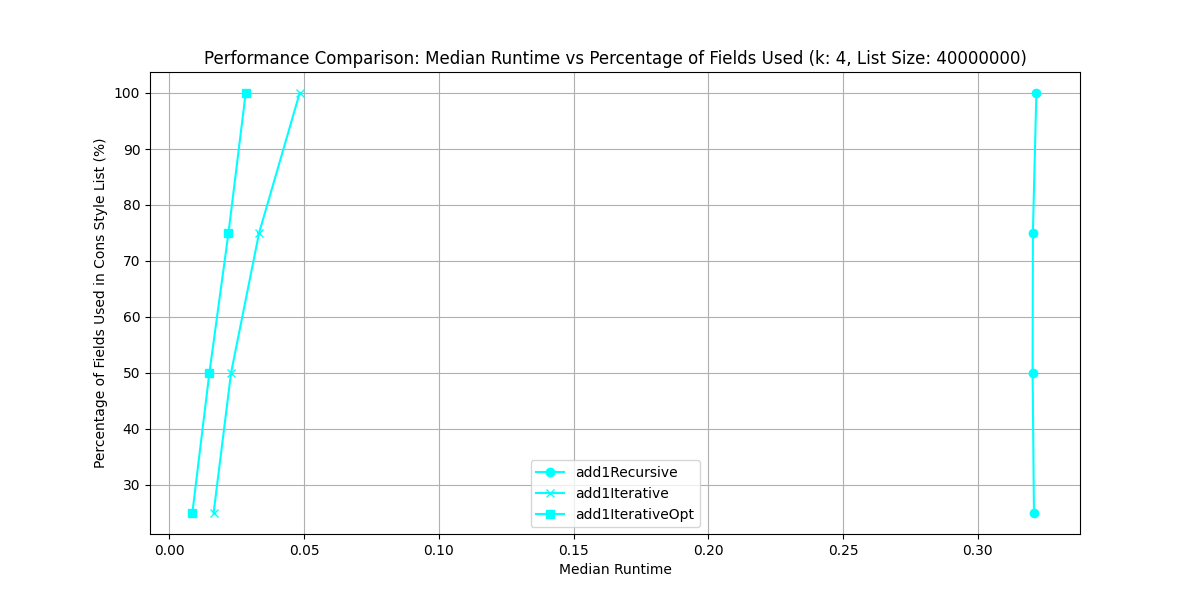 Performance Comparison: Median Runtime vs Percentage of Fields Used (k: 4, List Size: 40000000)
Percentage of Fields Used in Cons Style List (%)
100
90
80
70
60
50
40
30
add1Recursive
add1Iterative
add1IterativeOpt
0.00 0.05 0.10 0.15 0.20 0.25 0.30
Median Runtime